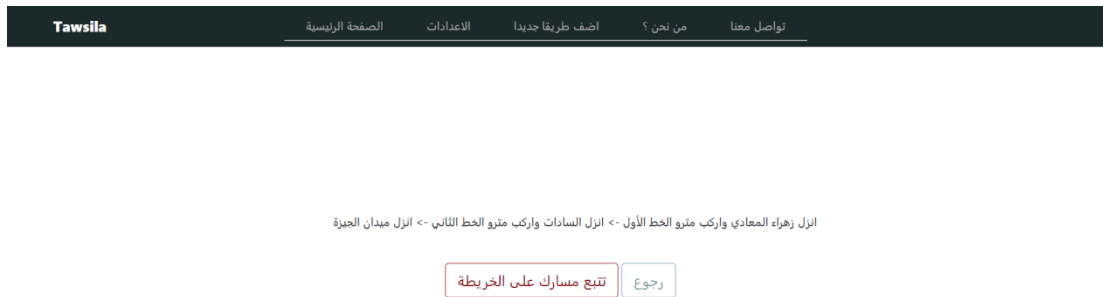 Tawsila
الصفحة الرئيسية
الاعدادات
اضف طريقا جديدا
من نحن ؟
تواصل معنا
انزل زهراء المعادي واركب مترو الخط الأول -> انزل السادات واركب مترو الخط الثاني -> انزل ميدان الجيزة
رجوع
تتبع مسارك على الخريطة